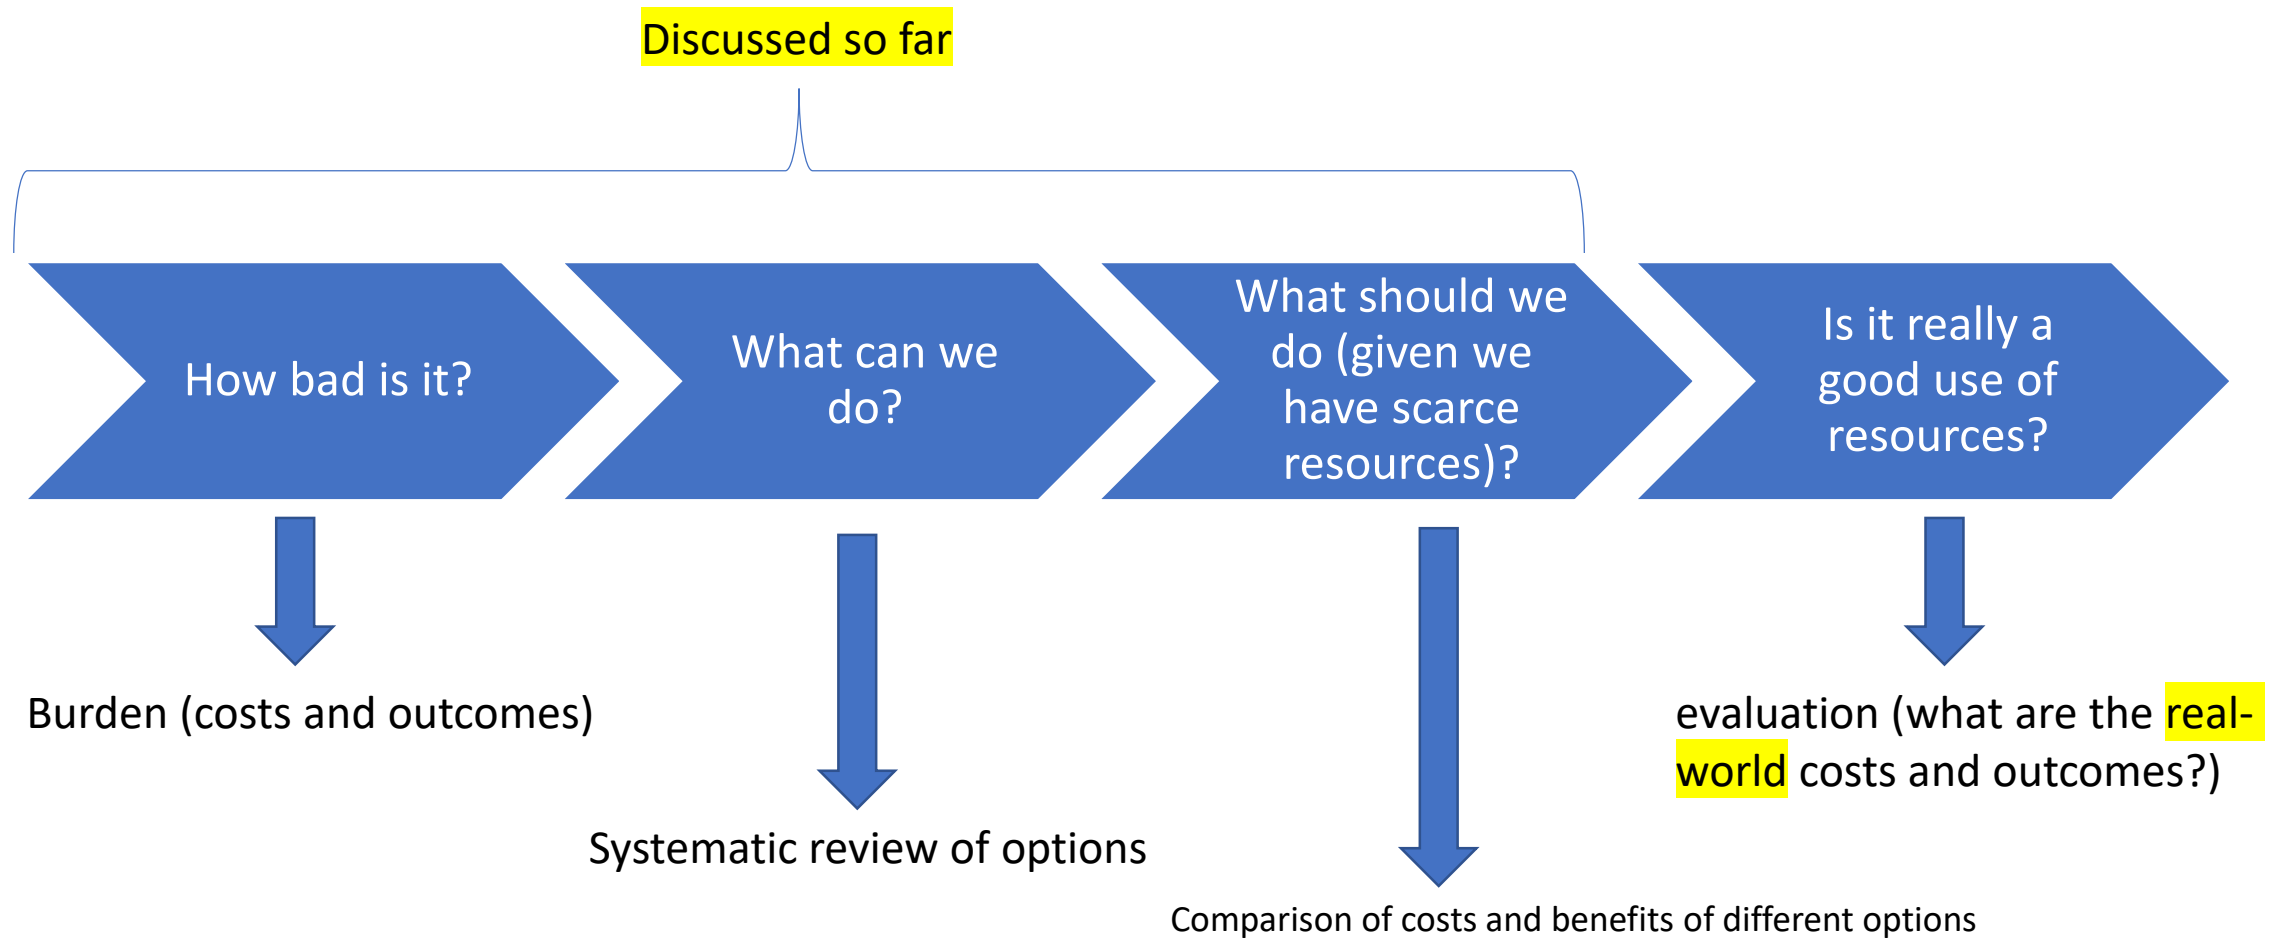 Discussed so far
How bad is it?
What can we
do?
What should we
do (given we
have scarce
resources)?
Is it really a
good use of
resources?
Burden (costs and outcomes)
Systematic review of options
Comparison of costs and benefits of different options
evaluation (what are the real-
world costs and outcomes?)